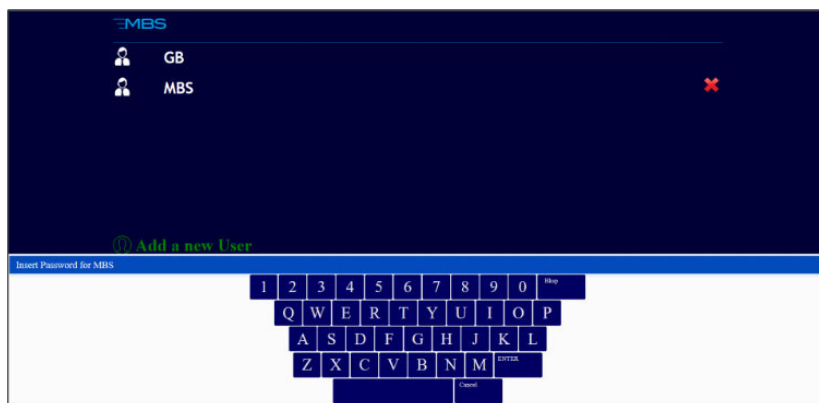 MBS
GB
MBS
Add a new User
Insert Password for MBS
1 2 3 4 5 6 7 8 9 0 Bksp
Q W E R T Y U I O P
A S D F G H J K L
Z X C V B N M ENTER
Cancel